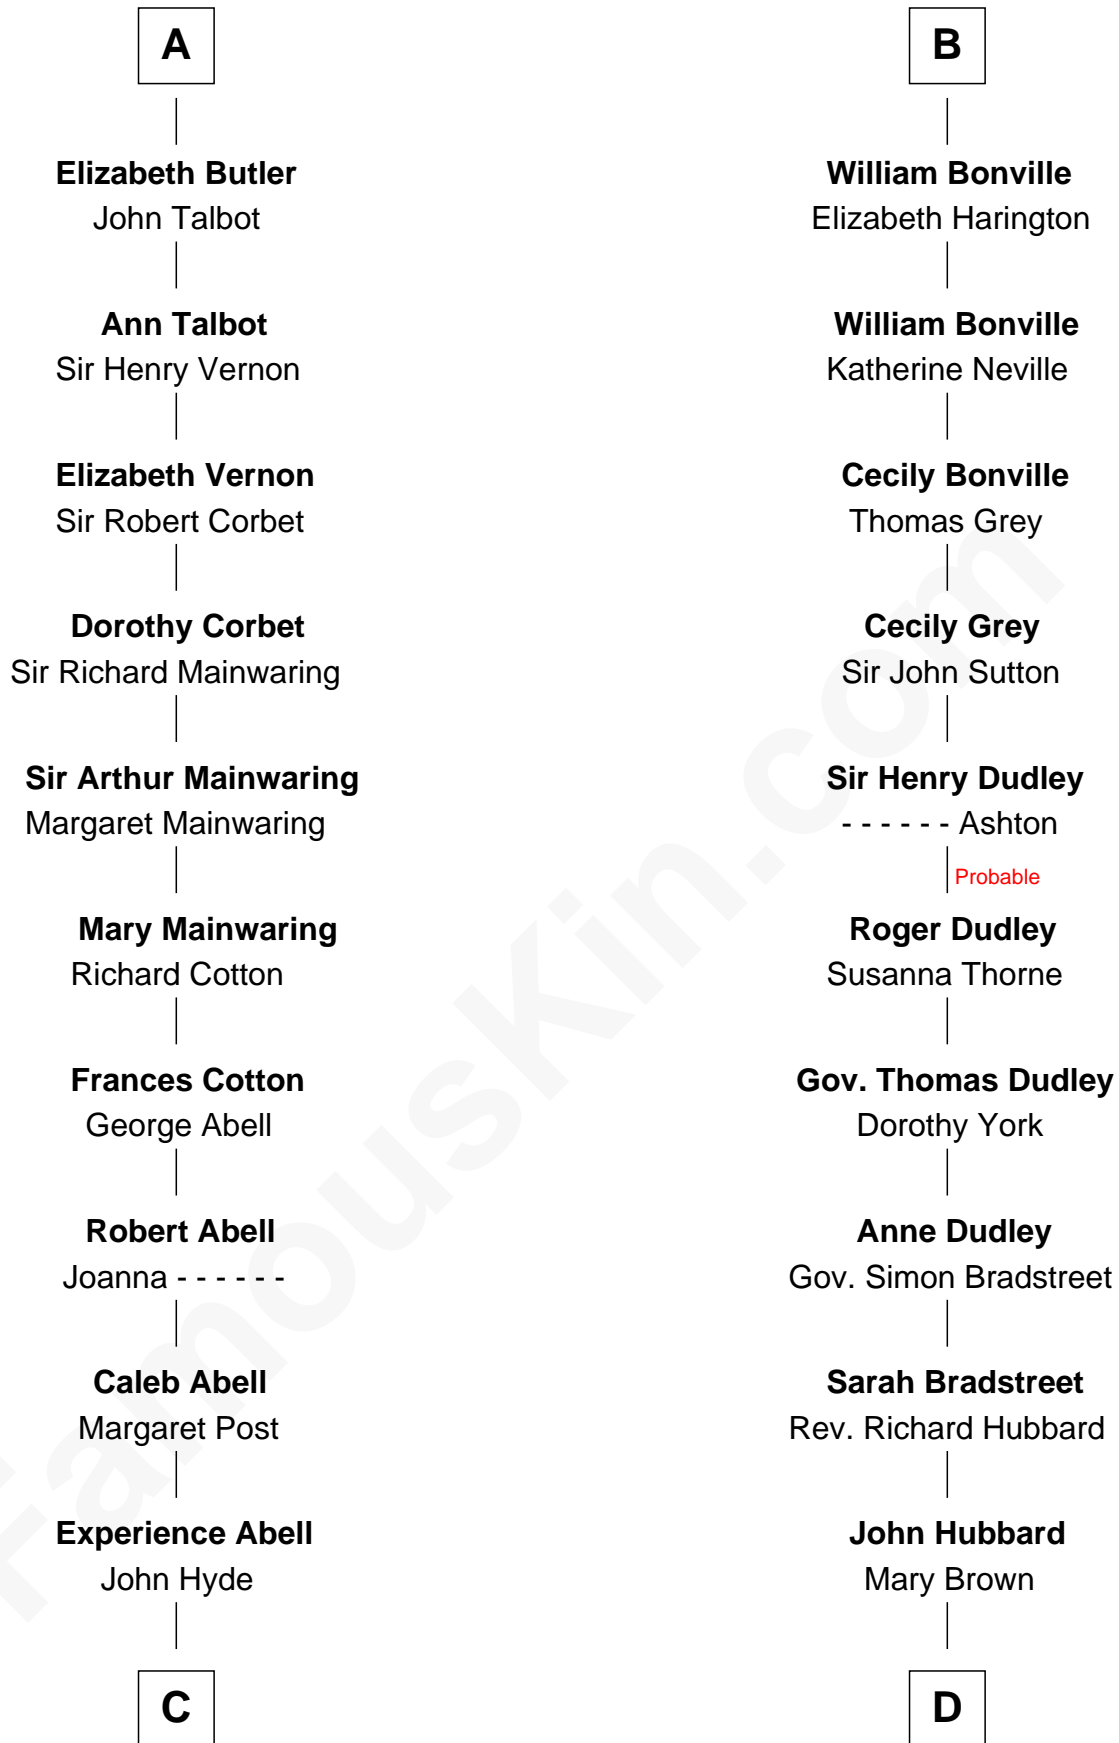 A
Elizabeth Butler
John Talbot
Ann Talbot
Sir Henry Vernon
Elizabeth Vernon
Sir Robert Corbet
Dorothy Corbet
Sir Richard Mainwaring
Sir Arthur Mainwaring
Margaret Mainwaring
Mary Mainwaring
Richard Cotton
Frances Cotton
George Abell
Robert Abell
Joanna - - - - - -
Caleb Abell
Margaret Post
Experience Abell
John Hyde
C
B
William Bonville
Elizabeth Harington
William Bonville
Katherine Neville
Cecily Bonville
Thomas Grey
Cecily Grey
Sir John Sutton
Sir Henry Dudley
- - - - - - Ashton
Probable
Roger Dudley
Susanna Thorne
Gov. Thomas Dudley
Dorothy York
Anne Dudley
Gov. Simon Bradstreet
Sarah Bradstreet
Rev. Richard Hubbard
John Hubbard
Mary Brown
D
FamousKin.com